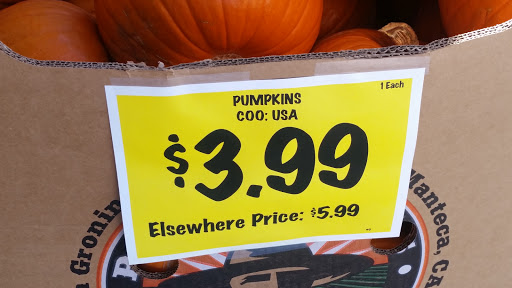 1 Each
PUMPKINS
COO: USA
$3.99
Elsewhere Price: $5.99
Manteca, CA